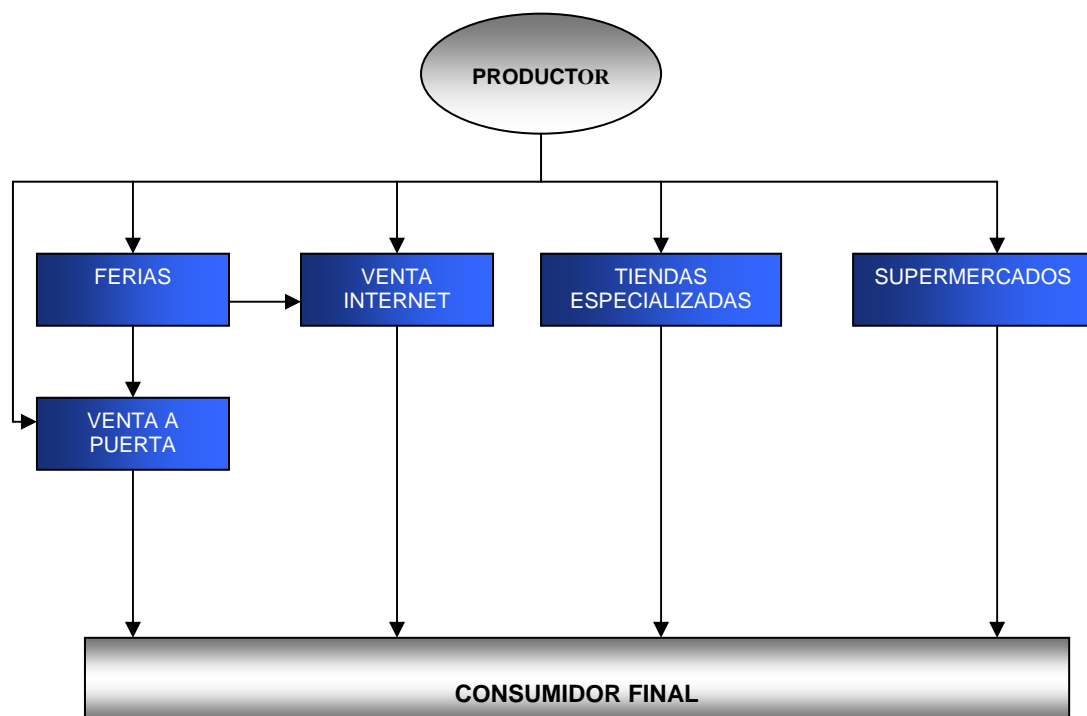 PRODUCTOR
FERIAS
VENTA
INTERNET
TIENDAS
ESPECIALIZADAS
SUPERMERCADOS
VENTA A
PUERTA
CONSUMIDOR FINAL